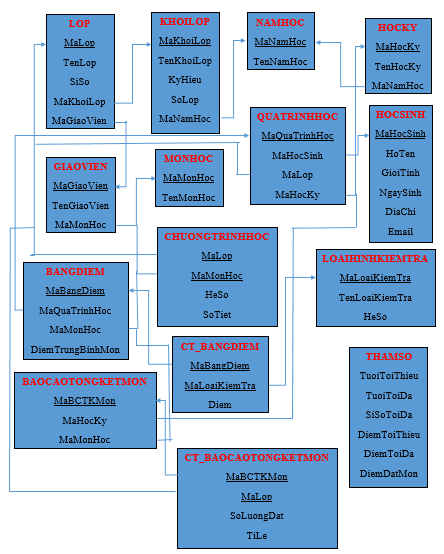 LOP
MaLop
TenLop
SiSo
MaKhoiLop
MaGiaoVien
KHOILOP
MaKhoiLop
TenKhoiLop
KyHieu
SoLop
MaNamHoc
NAMHOC
MaNamHoc
TenNamHoc
HOCKY
MaHocKy
TenHocKy
MaNamHoc
QUATRINHHOC
MaQuaTrinhHoc
MaHocSinh
MaLop
MaHocKy
HOCSINH
MaHocSinh
HoTen
GioiTinh
NgaySinh
DiaChi
Email
GIAOVIEN
MaGiaoVien
TenGiaoVien
MaMonHoc
MONHOC
MaMonHoc
TenMonHoc
CHUONGTRINHHOC
MaLop
MaMonHoc
HeSo
SoTiet
LOAIHINHKIEMTRA
MaLoaiKiemTra
TenLoaiKiemTra
HeSo
BANGDIEM
MaBangDiem
MaQuaTrinhHoc
MaMonHoc
DiemTrungBinhMon
CT_BANGDIEM
MaBangDiem
MaLoaiKiemTra
Diem
THAMSO
TuoiToiThieu
TuoiToiDa
SiSoToiDa
DiemToiThieu
DiemToiDa
DiemDatMon
BAOCAOTONGKETMON
MaBCTKMon
MaHocKy
MaMonHoc
CT_BAOCAOTONGKETMON
MaBCTKMon
MaLop
SoLuongDat
TiLe